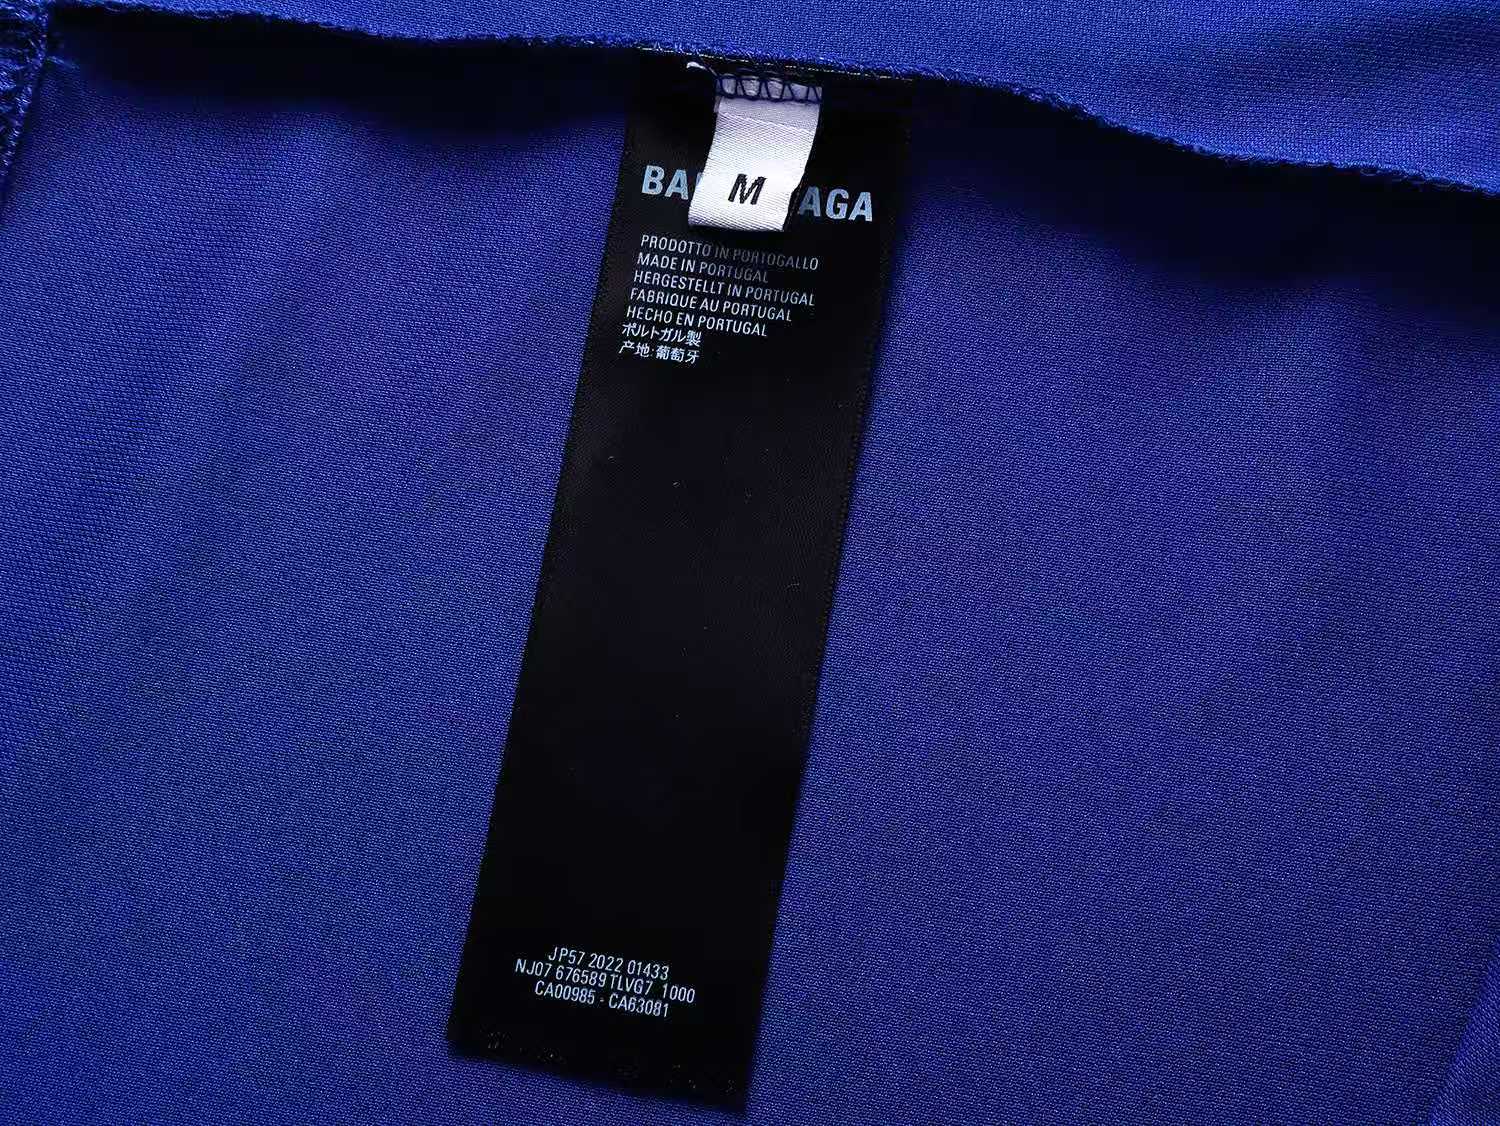 M
BA AGA
PRODOTTO IN PORTOGALLO
MADE IN PORTUGAL
HERGESTELLT IN PORTUGAL
FABRIQUE AU PORTUGAL
HECHO EN PORTUGAL
ポルトガル製
产地:葡萄牙
JP57 2022 01433
NJ07 676589 TLVG7 1000
CA00985 - CA63081